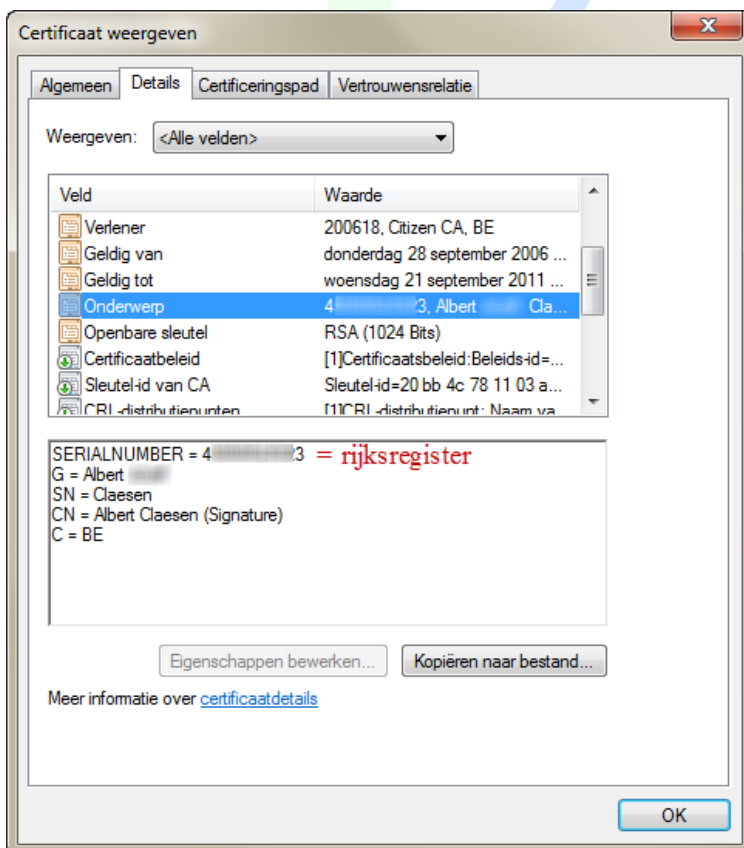 Certificaat weergeven
Algemeen Details Certificeringspad Vertrouwensrelatie
Weergeven: <Alle velden>
Veld Waarde
Verlener 200618, Citizen CA, BE
Geldig van donderdag 28 september 2006 ...
Geldig tot woensdag 21 september 2011 ...
Onderwerp 4 3, Albert Cla...
Openbare sleutel RSA (1024 Bits)
Certificaatbeleid [1]Certificaatsbeleid:Beleids-id=...
Sleutel-id van CA Sleutel-id=20 bb 4c 78 11 03 a...
CRL-distributiepunten [1]CRL-distributiepunt: Naam va
SERIALNUMBER = 4 3 = rijksregister
G = Albert
SN = Claesen
CN = Albert Claesen (Signature)
C = BE
Eigenschappen bewerken... Kopiëren naar bestand...
Meer informatie over certificaatdetails
OK